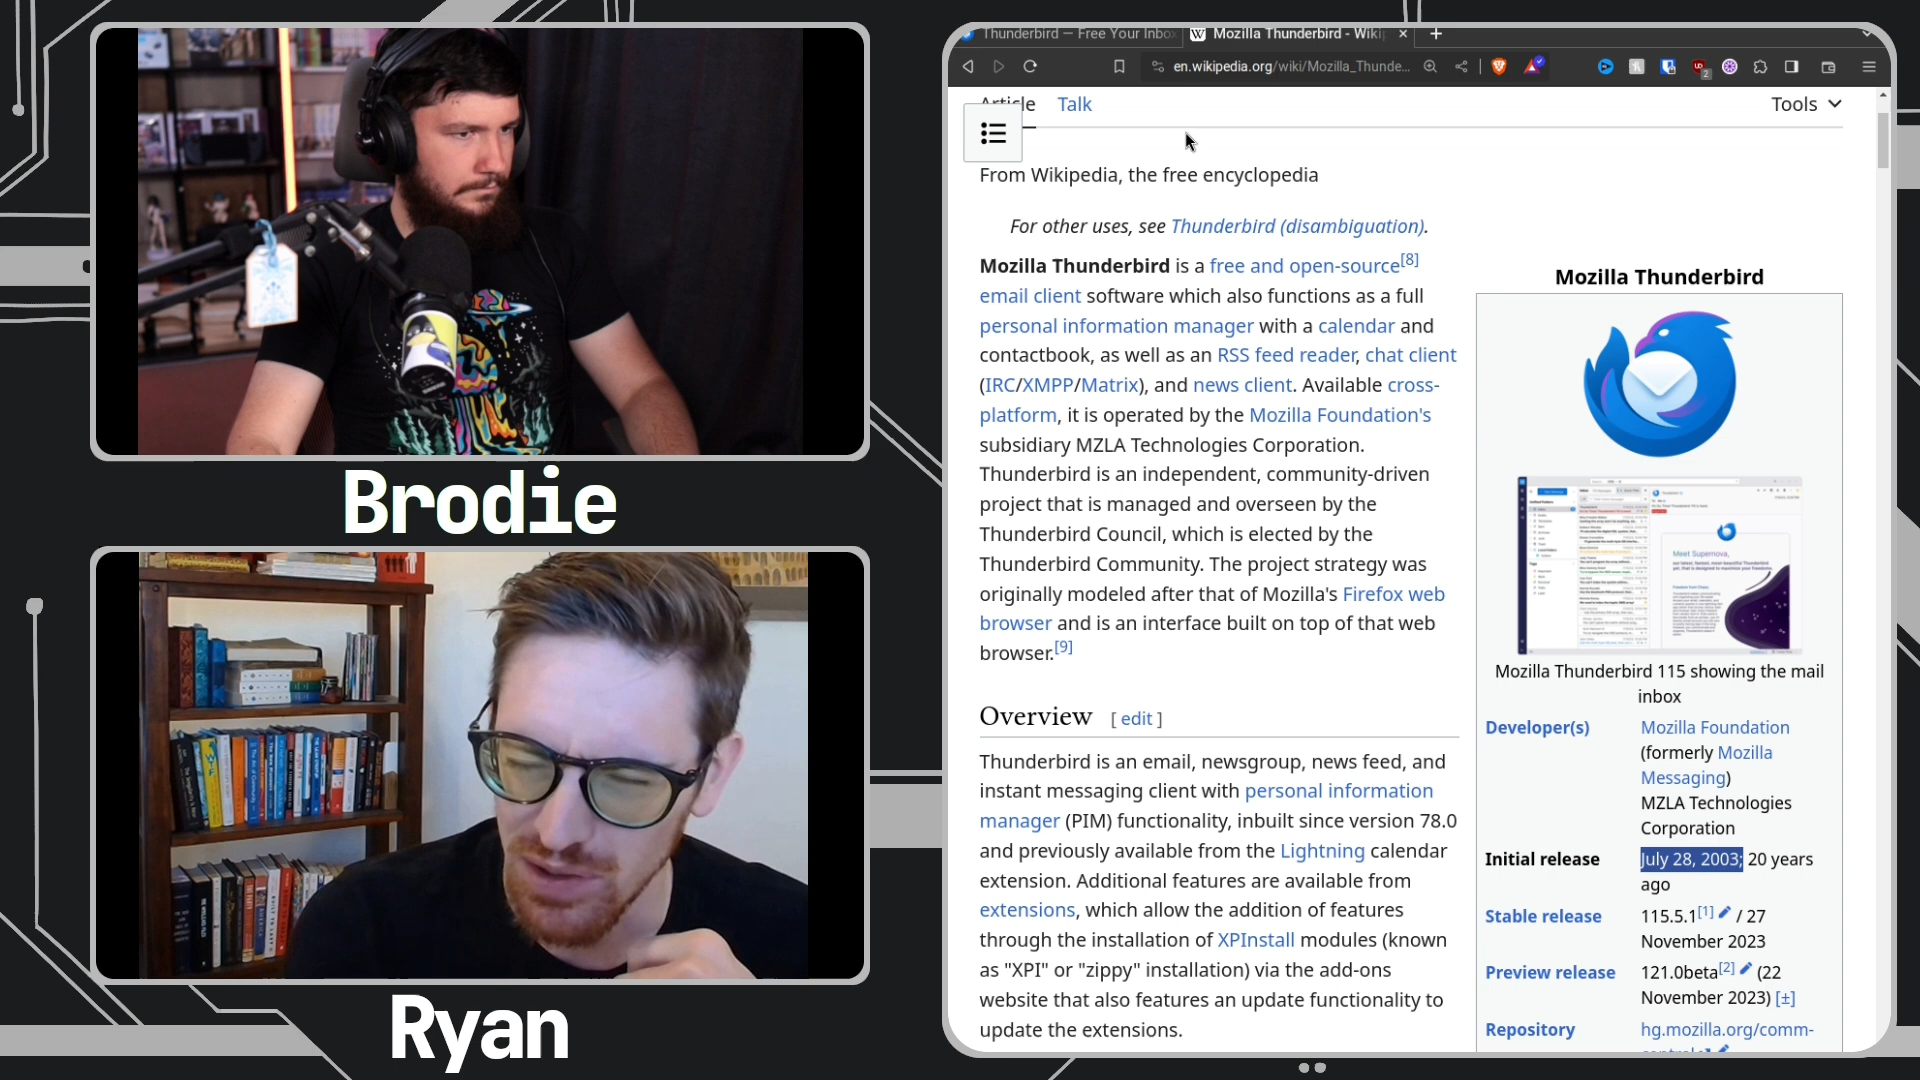 Brodie
Ryan
Thunderbird — Free Your Inbo
Mozilla Thunderbird - Wiki
en.wikipedia.org/wiki/Mozilla_Thunde...
Article
Talk
Tools
From Wikipedia, the free encyclopedia
For other uses, see Thunderbird (disambiguation).
Mozilla Thunderbird is a free and open-source[8]
email client software which also functions as a full
personal information manager with a calendar and
contactbook, as well as an RSS feed reader, chat client
(IRC/XMPP/Matrix), and news client. Available cross-
platform, it is operated by the Mozilla Foundation's
subsidiary MZLA Technologies Corporation.
Thunderbird is an independent, community-driven
project that is managed and overseen by the
Thunderbird Council, which is elected by the
Thunderbird Community. The project strategy was
originally modeled after that of Mozilla's Firefox web
browser and is an interface built on top of that web
browser.[9]
Overview [ edit ]
Thunderbird is an email, newsgroup, news feed, and
instant messaging client with personal information
manager (PIM) functionality, inbuilt since version 78.0
and previously available from the Lightning calendar
extension. Additional features are available from
extensions, which allow the addition of features
through the installation of XPInstall modules (known
as "XPI" or "zippy" installation) via the add-ons
website that also features an update functionality to
update the extensions.
Mozilla Thunderbird
Meet Supernova,
Mozilla Thunderbird 115 showing the mail
inbox
Developer(s)
Mozilla Foundation
(formerly Mozilla
Messaging)
MZLA Technologies
Corporation
Initial release
July 28, 2003; 20 years
ago
Stable release
115.5.1[1] / 27
November 2023
Preview release
121.0beta[2] (22
November 2023) [±]
Repository
hg.mozilla.org/comm-